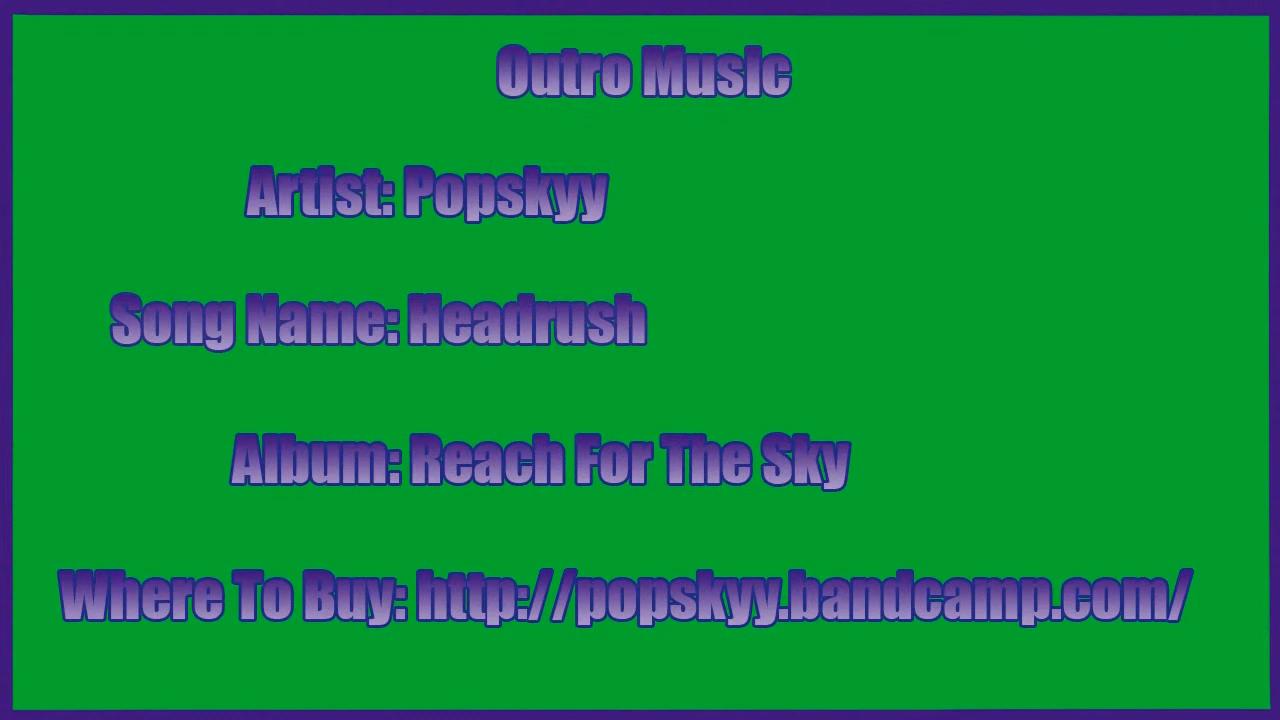 Outro Music
Artist: Popskyy
Song Name: Headrush
Album: Reach For The Sky
Where To Buy: http://popskyy.bandcamp.com/